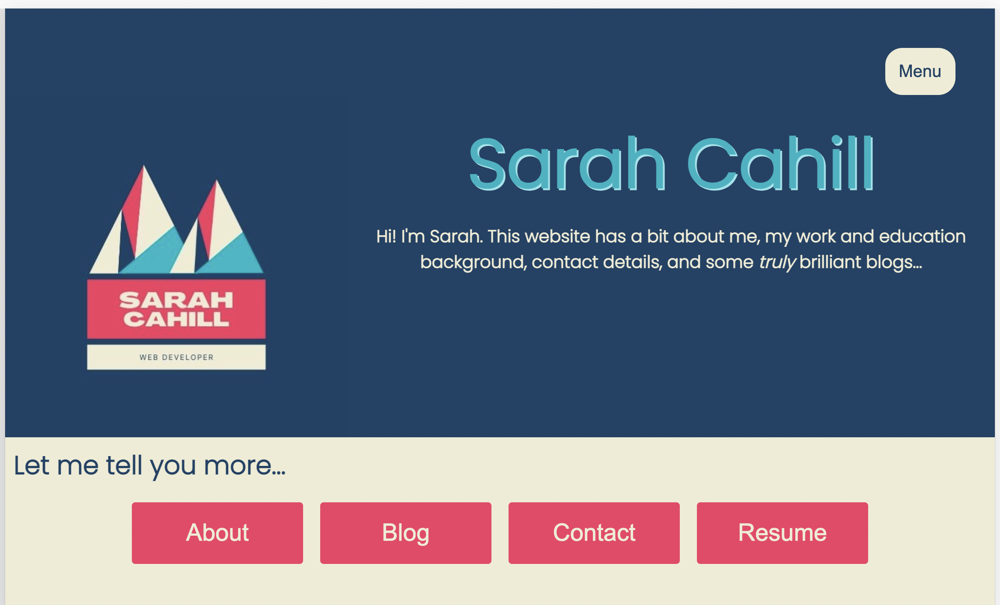 Menu
Sarah Cahill
Hi! I'm Sarah. This website has a bit about me, my work and education
background, contact details, and some truly brilliant blogs...
SARAH
CAHILL
WEB DEVELOPER
Let me tell you more...
About
Blog
Contact
Resume